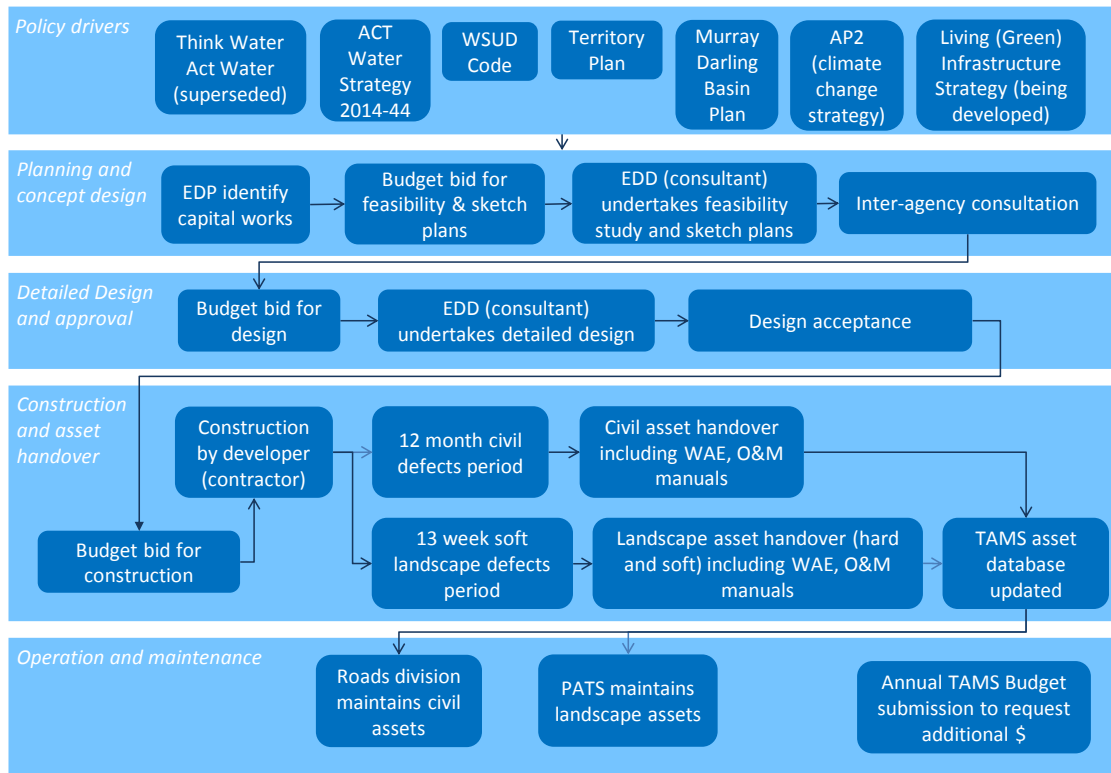 Policy drivers
Think Water
Act Water
(superseded)
ACT
Water
Strategy
2014-44
WSUD
Code
Territory
Plan
Murray
Darling
Basin
Plan
AP2
(climate
change
strategy)
Living (Green)
Infrastructure
Strategy (being
developed)
Planning and
concept design
EDP identify
capital works
Budget bid for
feasibility & sketch
plans
EDD (consultant)
undertakes feasibility
study and sketch plans
Inter-agency consultation
Detailed Design
and approval
Budget bid for
design
EDD (consultant)
undertakes detailed design
Design acceptance
Construction
and asset
handover
Construction
by developer
(contractor)
12 month civil
defects period
Civil asset handover
including WAE, O&M
manuals
Budget bid for
construction
13 week soft
landscape defects
period
Landscape asset handover (hard
and soft) including WAE, O&M
manuals
TAMS asset
database
updated
Operation and maintenance
Roads division
maintains civil
assets
PATS maintains
landscape assets
Annual TAMS Budget
submission to request
additional $